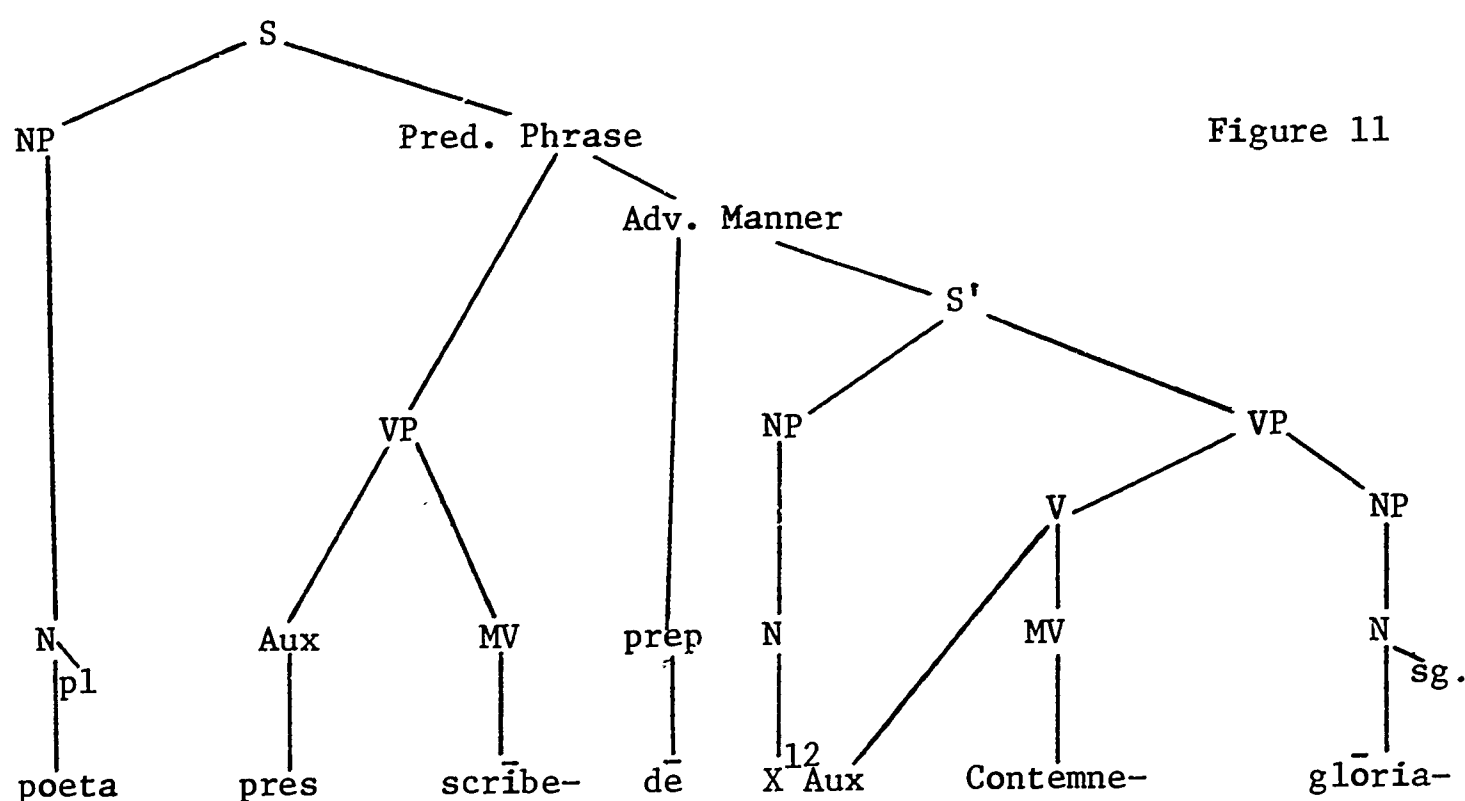 S
NP Pred. Phrase Figure 11
Adv. Manner
S'
VP NP VP
V NP
N Aux MV prep N MV N
pl sg.
poeta pres scrībe- dē X12 Aux Contemne- glōria-